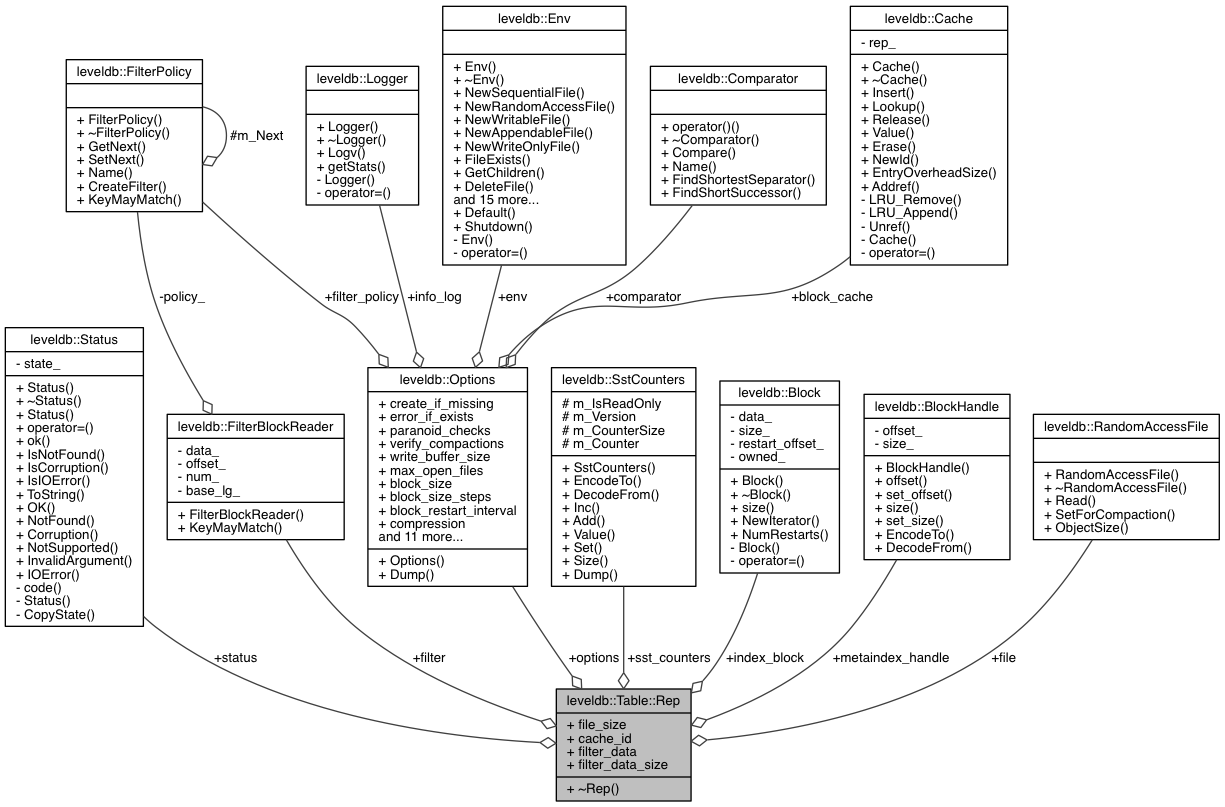 leveldb::FilterPolicy
+ FilterPolicy()
+ ~FilterPolicy()
+ GetNext()
+ SetNext()
+ Name()
+ CreateFilter()
+ KeyMayMatch()
#m_Next
leveldb::Logger
+ Logger()
+ ~Logger()
+ Logv()
+ getStats()
- Logger()
- operator=()
leveldb::Env
+ Env()
+ ~Env()
+ NewSequentialFile()
+ NewRandomAccessFile()
+ NewWritableFile()
+ NewAppendableFile()
+ NewWriteOnlyFile()
+ FileExists()
+ GetChildren()
+ DeleteFile()
and 15 more...
+ Default()
+ Shutdown()
- Env()
- operator=()
leveldb::Comparator
+ operator()()
+ ~Comparator()
+ Compare()
+ Name()
+ FindShortestSeparator()
+ FindShortSuccessor()
leveldb::Cache
- rep_
+ Cache()
+ ~Cache()
+ Insert()
+ Lookup()
+ Release()
+ Value()
+ Erase()
+ NewId()
+ EntryOverheadSize()
+ Addref()
- LRU_Remove()
- LRU_Append()
- Unref()
- Cache()
- operator=()
-policy_
+filter_policy
+info_log
+env
+comparator
+block_cache
leveldb::Status
- state_
+ Status()
+ ~Status()
+ Status()
+ operator=()
+ ok()
+ IsNotFound()
+ IsCorruption()
+ IsIOError()
+ ToString()
+ OK()
+ NotFound()
+ Corruption()
+ NotSupported()
+ InvalidArgument()
+ IOError()
- code()
- Status()
- CopyState()
leveldb::FilterBlockReader
- data_
- offset_
- num_
- base_lg_
+ FilterBlockReader()
+ KeyMayMatch()
leveldb::Options
+ create_if_missing
+ error_if_exists
+ paranoid_checks
+ verify_compactions
+ write_buffer_size
+ max_open_files
+ block_size
+ block_size_steps
+ block_restart_interval
+ compression
and 11 more...
+ Options()
+ Dump()
leveldb::SstCounters
# m_IsReadOnly
# m_Version
# m_CounterSize
# m_Counter
+ SstCounters()
+ EncodeTo()
+ DecodeFrom()
+ Inc()
+ Add()
+ Value()
+ Set()
+ Size()
+ Dump()
leveldb::Block
- data_
- size_
- restart_offset_
- owned_
+ Block()
+ ~Block()
+ size()
+ NewIterator()
+ NumRestarts()
- Block()
- operator=()
leveldb::BlockHandle
- offset_
- size_
+ BlockHandle()
+ offset()
+ set_offset()
+ size()
+ set_size()
+ EncodeTo()
+ DecodeFrom()
leveldb::RandomAccessFile
+ RandomAccessFile()
+ ~RandomAccessFile()
+ Read()
+ SetForCompaction()
+ ObjectSize()
+status
+filter
+options
+sst_counters
+index_block
+metaindex_handle
+file
leveldb::Table::Rep
+ file_size
+ cache_id
+ filter_data
+ filter_data_size
+ ~Rep()